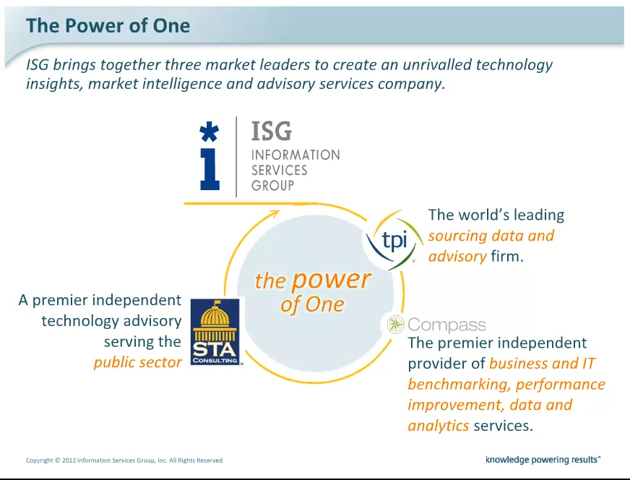 The Power of One
ISG brings together three market leaders to create an unrivalled technology
insights, market intelligence and advisory services company.
ISG
INFORMATION
SERVICES
GROUP
The world's leading
sourcing data and
advisory firm.
tpi
the power
of One
A premier independent
technology advisory
serving the
public sector
STA
CONSULTING
Compass
The premier independent
provider of business and IT
benchmarking, performance
improvement, data and
analytics services.
Copyright © 2012 Information Services Group, Inc. All Rights Reserved
knowledge powering results™